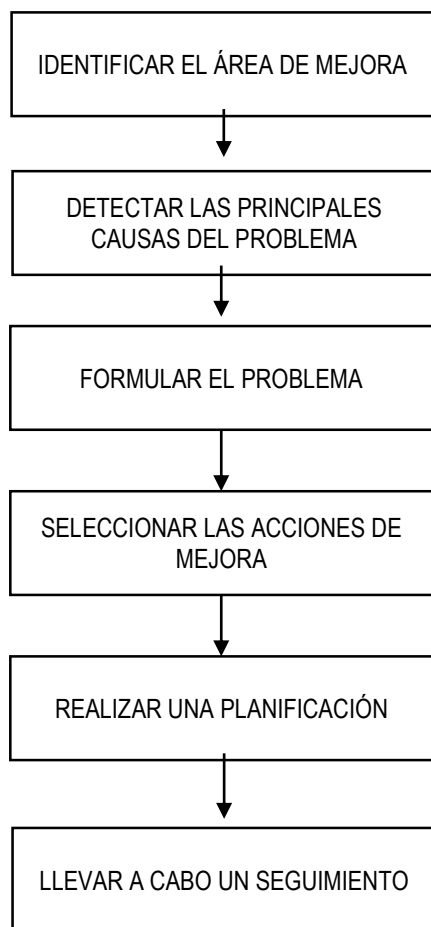 IDENTIFICAR EL ÁREA DE MEJORA
DETECTAR LAS PRINCIPALES
CAUSAS DEL PROBLEMA
FORMULAR EL PROBLEMA
SELECCIONAR LAS ACCIONES DE
MEJORA
REALIZAR UNA PLANIFICACIÓN
LLEVAR A CABO UN SEGUIMIENTO